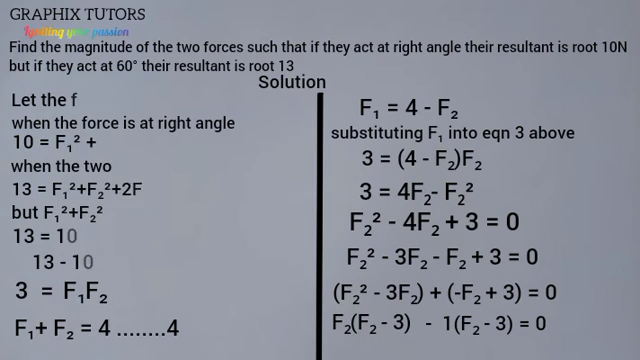 GRAPHIX TUTORS
Igniting your passion
Find the magnitude of the two forces such that if they act at right angle their resultant is root 10N
but if they act at 60° their resultant is root 13
Solution
Let the f
when the force is at right angle
10 = F₁² +
when the two
13 = F₁²+F₂²+2F
but F₁²+F₂²
13 = 10
13 - 10
3 = F₁F₂
F₁+ F₂ = 4 ........4
F₁ = 4 - F₂
substituting F₁ into eqn 3 above
3 = (4 - F₂)F₂
3 = 4F₂- F₂²
F₂² - 4F₂ + 3 = 0
F₂² - 3F₂ - F₂ + 3 = 0
(F₂² - 3F₂) + (-F₂ + 3) = 0
F₂(F₂ - 3) - 1(F₂ - 3) = 0